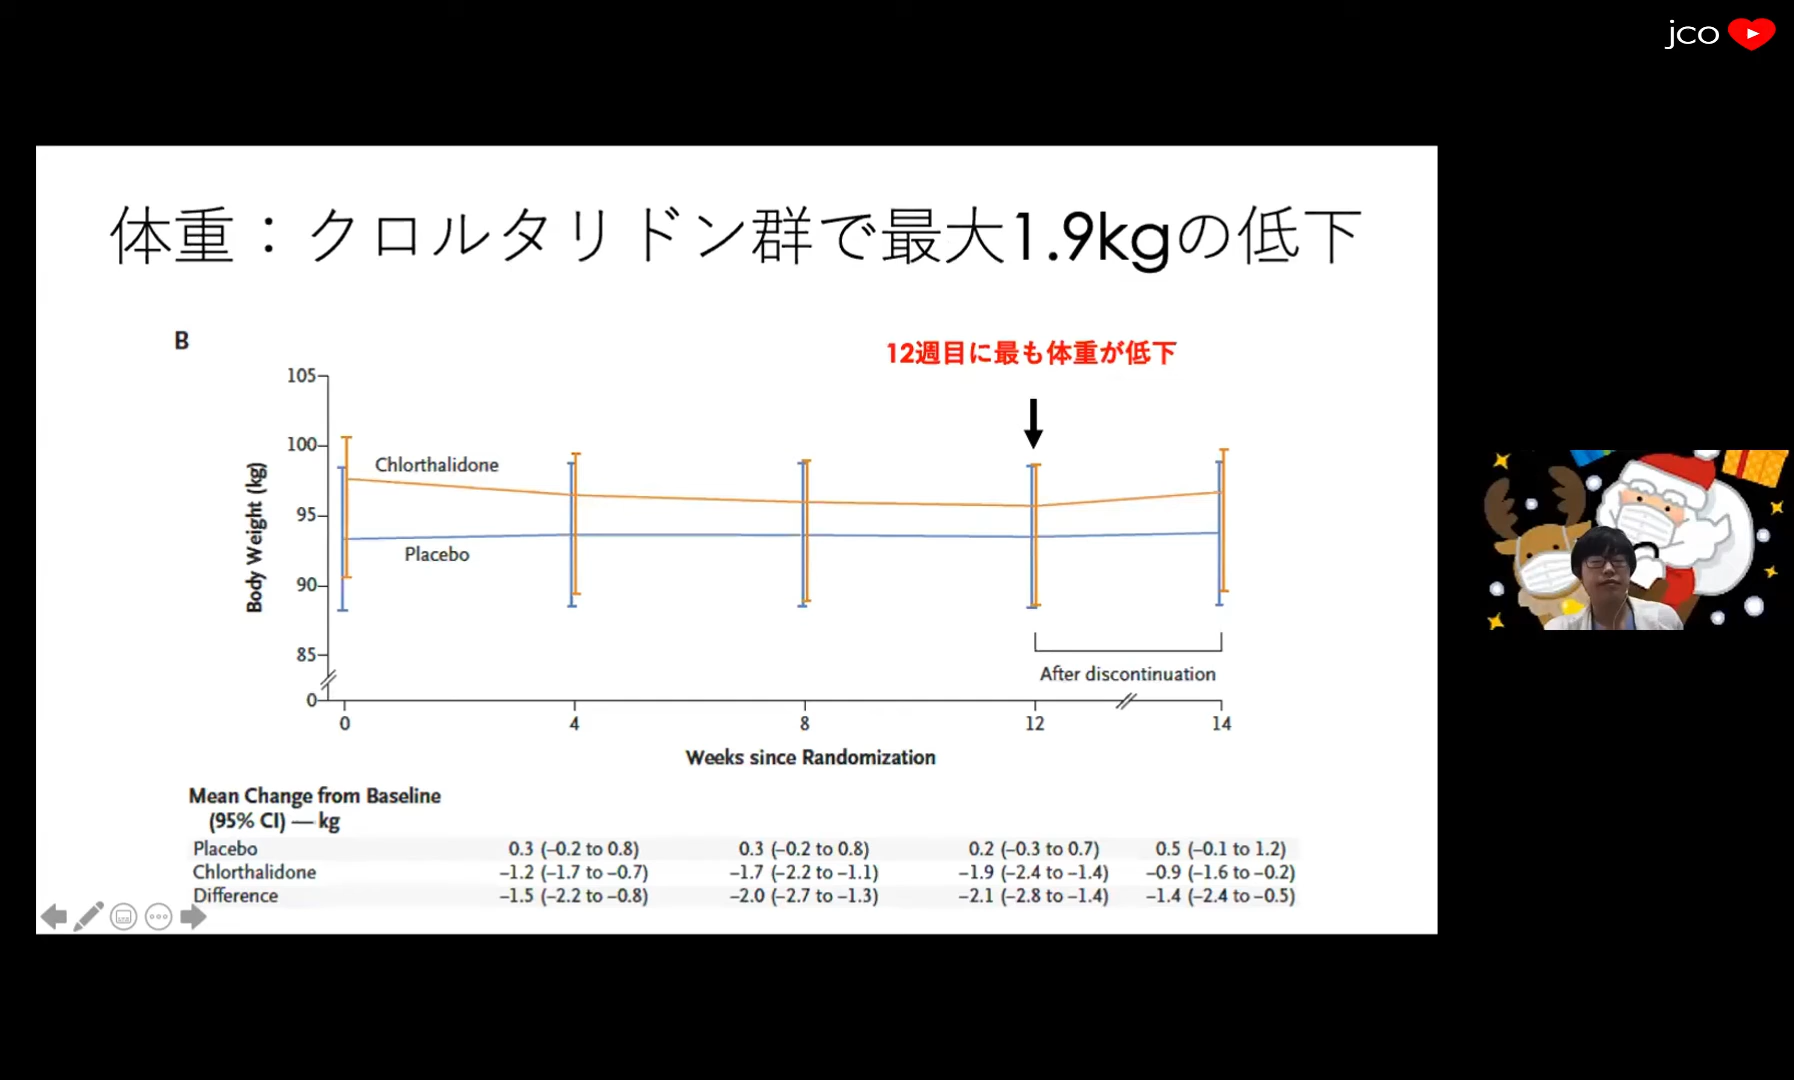 jco
体重：クロルタリドン群で最大1.9kgの低下
B
12週目に最も体重が低下
105
100
95
90
85
0
Body Weight (kg)
Chlorthalidone
Placebo
After discontinuation
0 4 8 12 14
Weeks since Randomization
Mean Change from Baseline
(95% CI) — kg
Placebo 0.3 (–0.2 to 0.8) 0.3 (–0.2 to 0.8) 0.2 (–0.3 to 0.7) 0.5 (–0.1 to 1.2)
Chlorthalidone –1.2 (–1.7 to –0.7) –1.7 (–2.2 to –1.1) –1.9 (–2.4 to –1.4) –0.9 (–1.6 to –0.2)
Difference –1.5 (–2.2 to –0.8) –2.0 (–2.7 to –1.3) –2.1 (–2.8 to –1.4) –1.4 (–2.4 to –0.5)